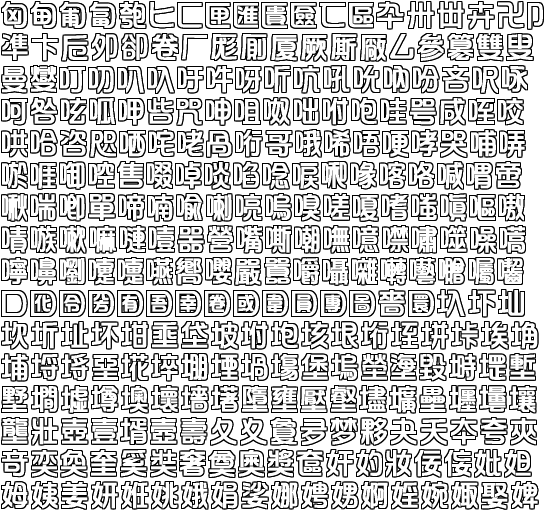 匈甸匍匏匕匚匣匯匱匳匸區卆卅丗卉卍卩
凖卞卮夘卻卷厂厖厠厦厥厮厰厶參簒雙叟
曼燮叮叨叭叺吁吽呀听吭吼吮吶吩吝呎咏
呵咎呟呱呷呰咒呻咀呶咄咐咆哇咢咸咥咬
哄哈咨咫哂咤咾咼哘哥哦唏唔哽哮哭哺哢
唹啀啣啌售啜啅啖啗唸唳啝喙喀咯喊喟啻
啾喘喞單啼喃喩喇喨嗚嗅嗟嗄嗜嗤嗔嘔嗷
嘖嗾嗽嘛嗹噎噐營嘴嘶嘲嘸噫噤嘯噬噪嚆
嚀嚊嚠嚔嚏嚥嚮嚶嚴囂嚼囁囃囀囈囎囑囓
囗囮囹圀囿圄圉圈國圍圓團圖嗇圜圦圷圸
坎圻址坏坩埀垈坡坿垉垓垠垳垤垪垰埃埆
埔埒埓堊埖埣堋堙堝塲堡塢塋塰毀塒堽塹
墅墹墟墫墺壞墻墸墮壅壓壑壗壙壘壥壜壤
壟壯壺壹壻壼壽夂夊夐夛梦夥夬夭夲夸夾
竒奕奐奎奚奘奢奠奧奬奩奸妁妝佞侫妣妲
姆姨姜妍姙姚娥娟娑娜娉娚婀婬婉娵娶婢